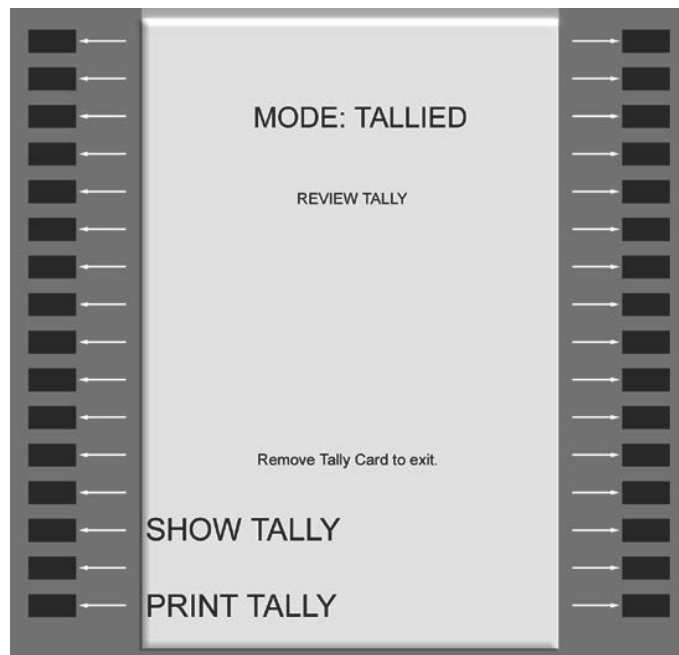 MODE: TALLIED
REVIEW TALLY
Remove Tally Card to exit.
SHOW TALLY
PRINT TALLY